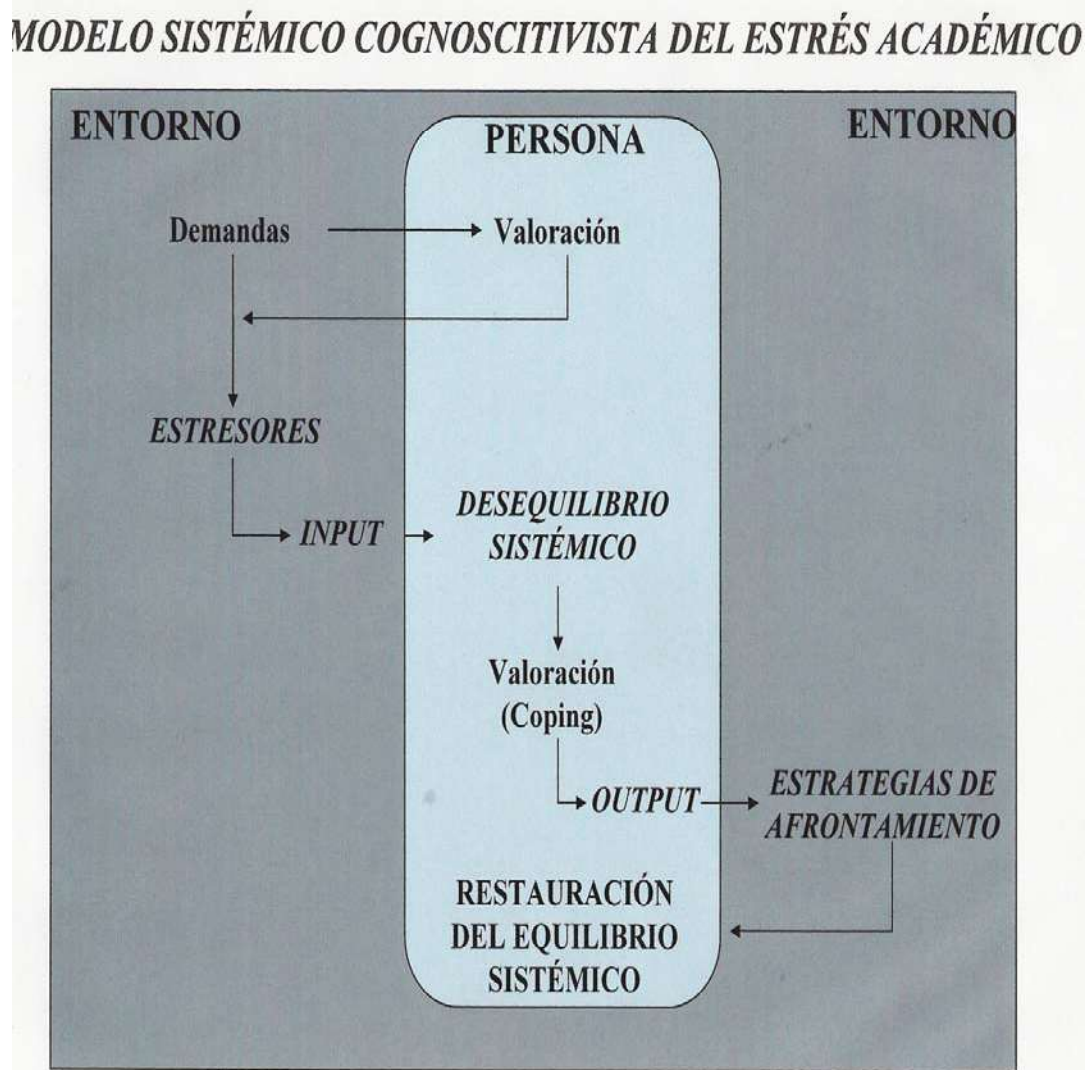 MODELO SISTÉMICO COGNOSCITIVISTA DEL ESTRÉS ACADÉMICO
ENTORNO
PERSONA
ENTORNO
Demandas
Valoración
ESTRESORES
INPUT
DESEQUILIBRIO
SISTÉMICO
Valoración
(Coping)
OUTPUT
ESTRATEGIAS DE
AFRONTAMIENTO
RESTAURACIÓN
DEL EQUILIBRIO
SISTÉMICO